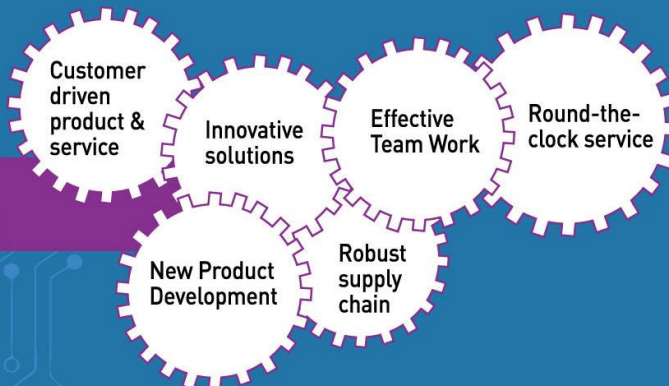 Customer
driven
product &
service
Innovative
solutions
Effective
Team Work
Round-the-
clock service
New Product
Development
Robust
supply
chain